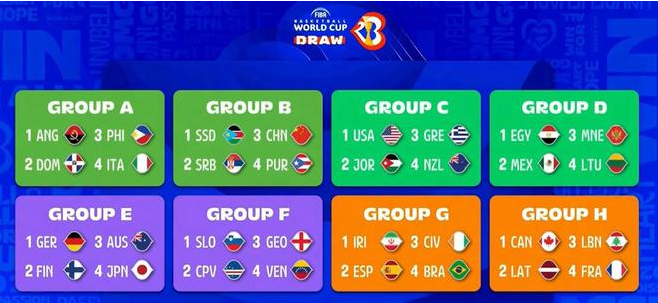 FIBA
BASKETBALL
WORLD CUP
DRAW
GROUP A
1 ANG 3 PHI
2 DOM 4 ITA
GROUP B
1 SSD 3 CHN
2 SRB 4 PUR
GROUP C
1 USA 3 GRE
2 JOR 4 NZL
GROUP D
1 EGY 3 MNE
2 MEX 4 LTU
GROUP E
1 GER 3 AUS
2 FIN 4 JPN
GROUP F
1 SLO 3 GEO
2 CPV 4 VEN
GROUP G
1 IRI 3 CIV
2 ESP 4 BRA
GROUP H
1 CAN 3 LBN
2 LAT 4 FRA